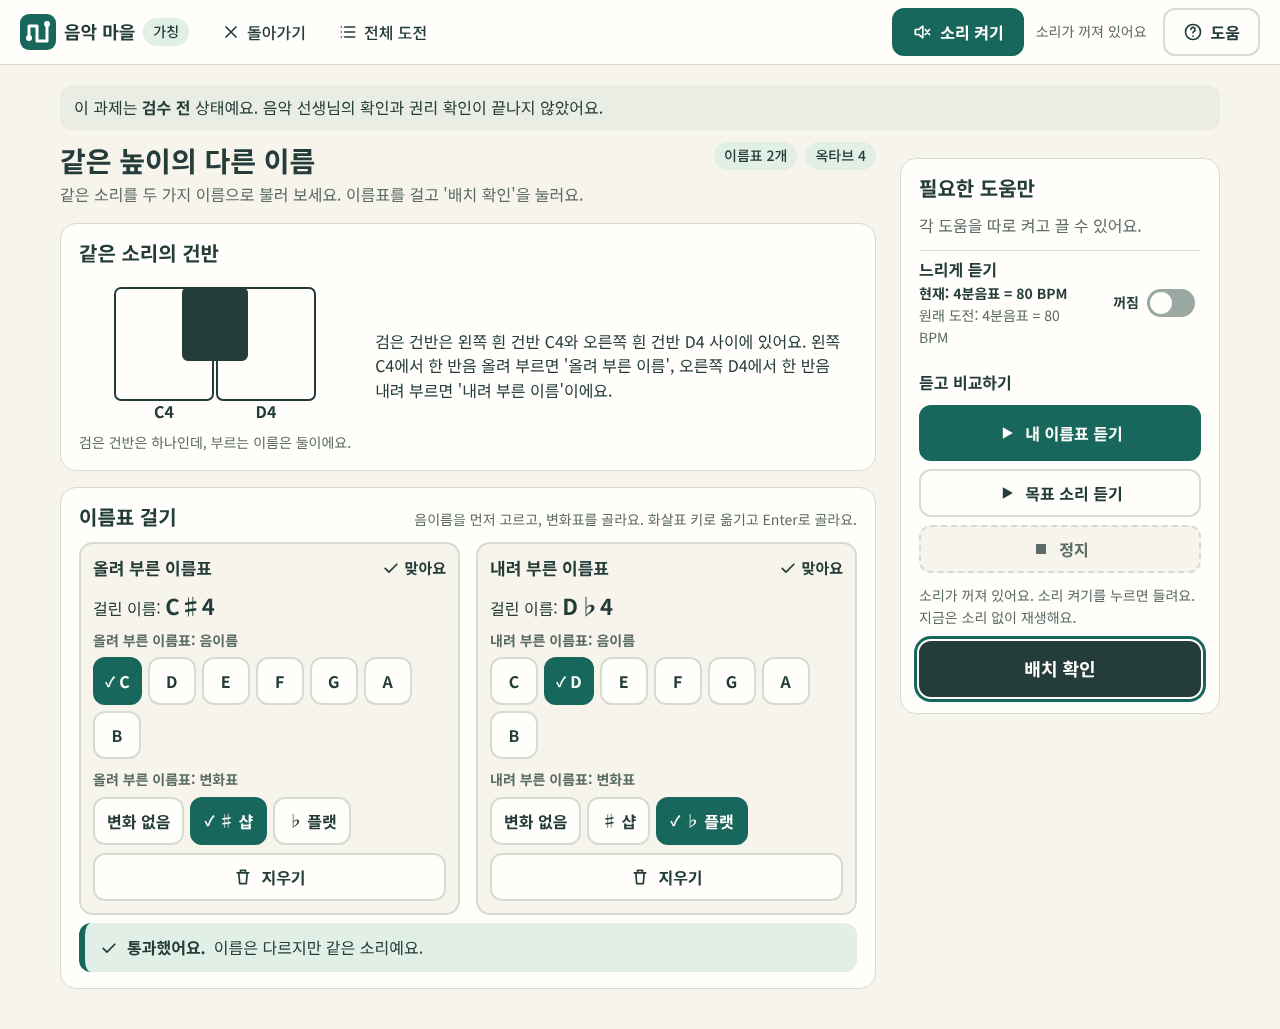 음악 마을 가칭 돌아가기 전체 도전 소리 켜기 소리가 꺼져 있어요 도움
이 과제는 검수 전 상태예요. 음악 선생님의 확인과 권리 확인이 끝나지 않았어요.
같은 높이의 다른 이름 이름표 2개 옥타브 4
같은 소리를 두 가지 이름으로 불러 보세요. 이름표를 걸고 '배치 확인'을 눌러요.
같은 소리의 건반
C4 D4
검은 건반은 왼쪽 흰 건반 C4와 오른쪽 흰 건반 D4 사이에 있어요. 왼쪽
C4에서 한 반음 올려 부르면 '올려 부른 이름', 오른쪽 D4에서 한 반음
내려 부르면 '내려 부른 이름'이에요.
검은 건반은 하나인데, 부르는 이름은 둘이에요.
이름표 걸기 음이름을 먼저 고르고, 변화표를 골라요. 화살표 키로 옮기고 Enter로 골라요.
올려 부른 이름표 ✓ 맞아요
걸린 이름: C♯4
올려 부른 이름표: 음이름
✓ C D E F G A
B
올려 부른 이름표: 변화표
변화 없음 ✓ ♯ 샵 ♭ 플랫
지우기
내려 부른 이름표 ✓ 맞아요
걸린 이름: D♭4
내려 부른 이름표: 음이름
C ✓ D E F G A
B
내려 부른 이름표: 변화표
변화 없음 ♯ 샵 ✓ ♭ 플랫
지우기
✓ 통과했어요. 이름은 다르지만 같은 소리예요.
필요한 도움만
각 도움을 따로 켜고 끌 수 있어요.
느리게 듣기
현재: 4분음표 = 80 BPM
원래 도전: 4분음표 = 80
BPM
꺼짐
듣고 비교하기
내 이름표 듣기
목표 소리 듣기
정지
소리가 꺼져 있어요. 소리 켜기를 누르면 들려요.
지금은 소리 없이 재생해요.
배치 확인